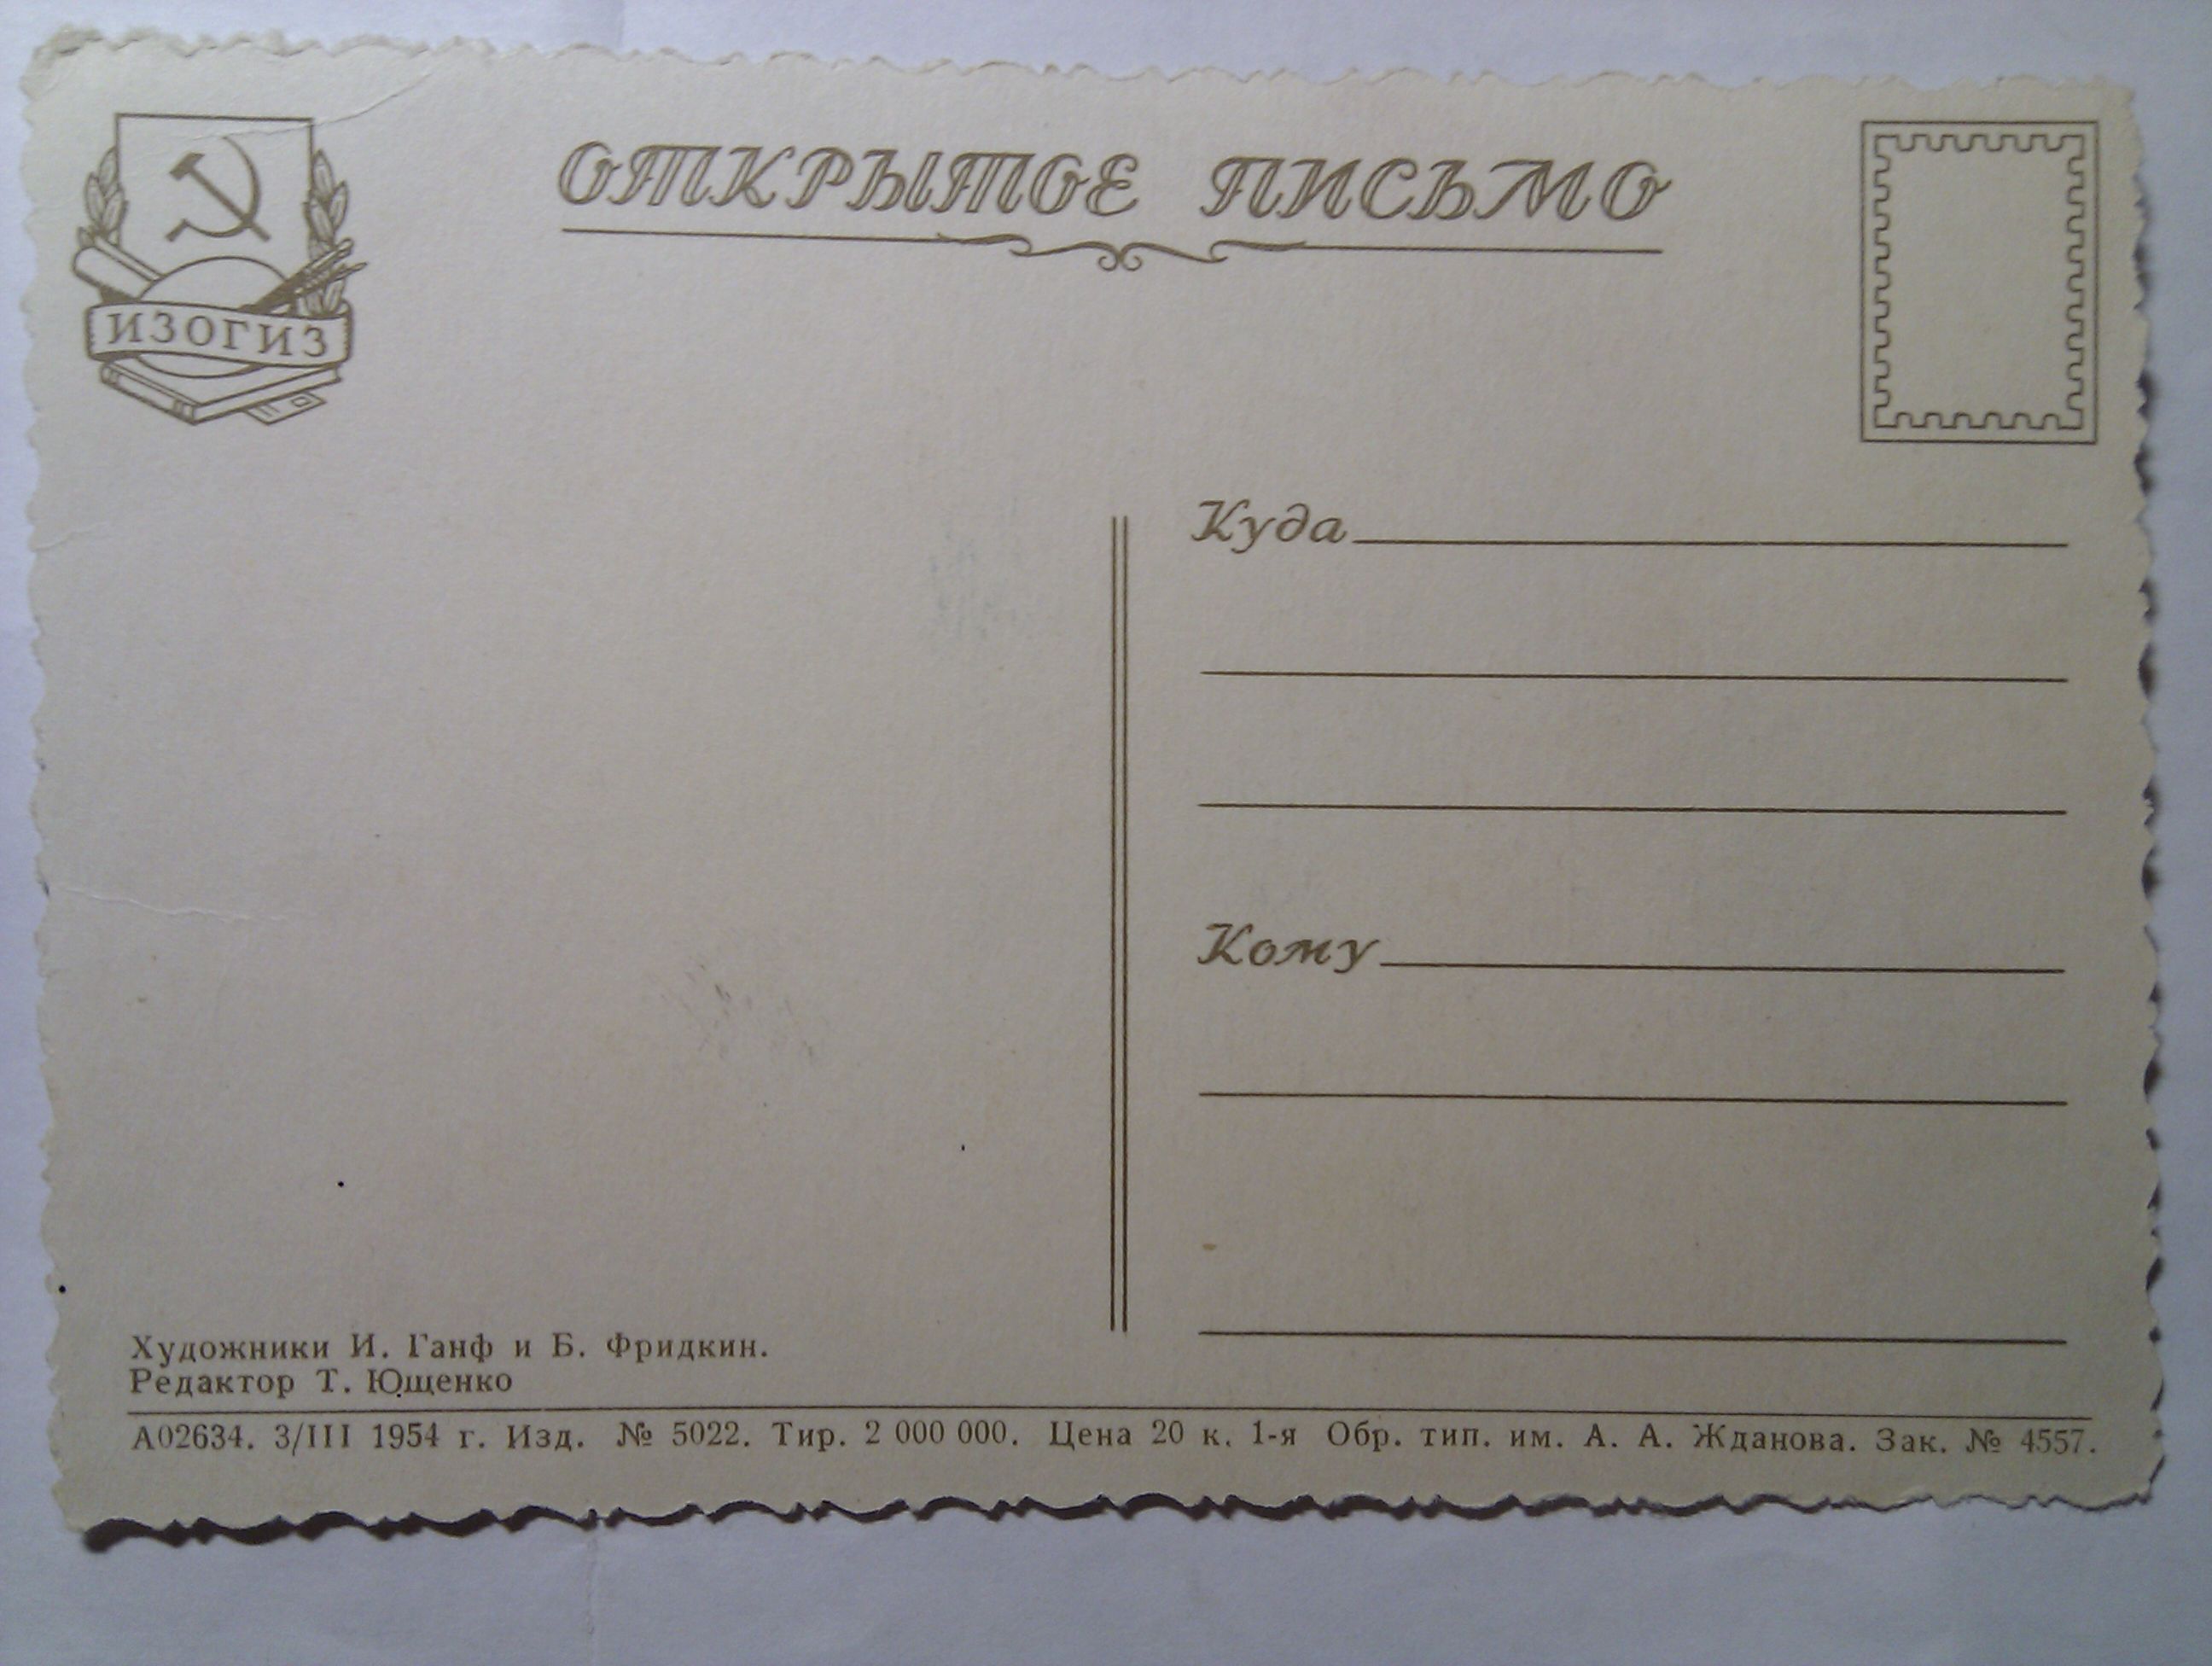 ИЗОГИЗ
ОТКРЫТОЕ ПИСЬМО
Куда
Кому
Художники И. Ганф и Б. Фридкин.
Редактор Т. Ющенко
А02634. 3/III 1954 г. Изд. № 5022. Тир. 2 000 000. Цена 20 к. 1-я Обр. тип. им. А. А. Жданова. Зак. № 4557.